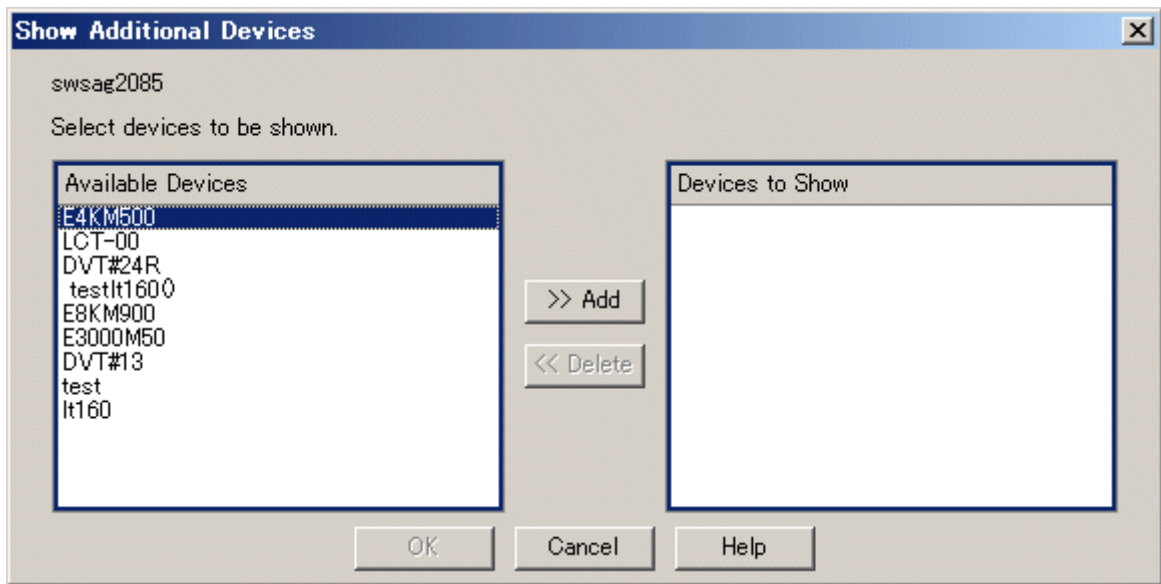 Show Additional Devices
swsag2085
Select devices to be shown.
Available Devices
E4KM500
LCT-00
DVT#24R
testlt1600
E8KM900
E3000M50
DVT#13
test
lt160
>> Add
<< Delete
Devices to Show
OK
Cancel
Help